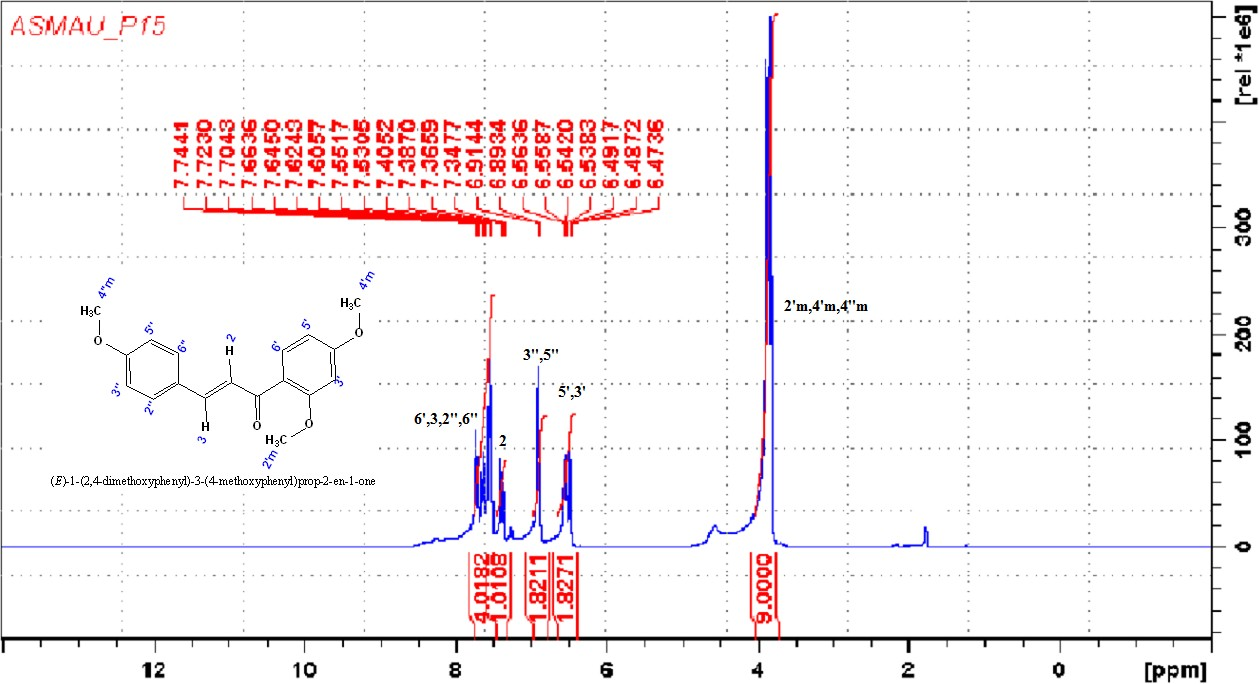 ASMAU_P15
[rel *1e6]
7.7441
7.7230
7.7043
7.6636
7.6450
7.6243
7.6057
7.5517
7.5305
7.4052
7.3870
7.3659
7.3477
6.9144
6.8934
6.5636
6.5587
6.5420
6.5383
6.4917
6.4872
6.4736
300
200
100
0
2'm,4'm,4''m
3'',5''
5',3'
6',3,2'',6''
2
4''m
H₃C
O
5''
6''
3''
2''
H
2
H
3
O
6'
5'
3'
4'm
H₃C
O
O
H₃C
2'm
(E)-1-(2,4-dimethoxyphenyl)-3-(4-methoxyphenyl)prop-2-en-1-one
4.0182
1.0108
1.8211
1.8271
9.0000
12 10 8 6 4 2 0 [ppm]